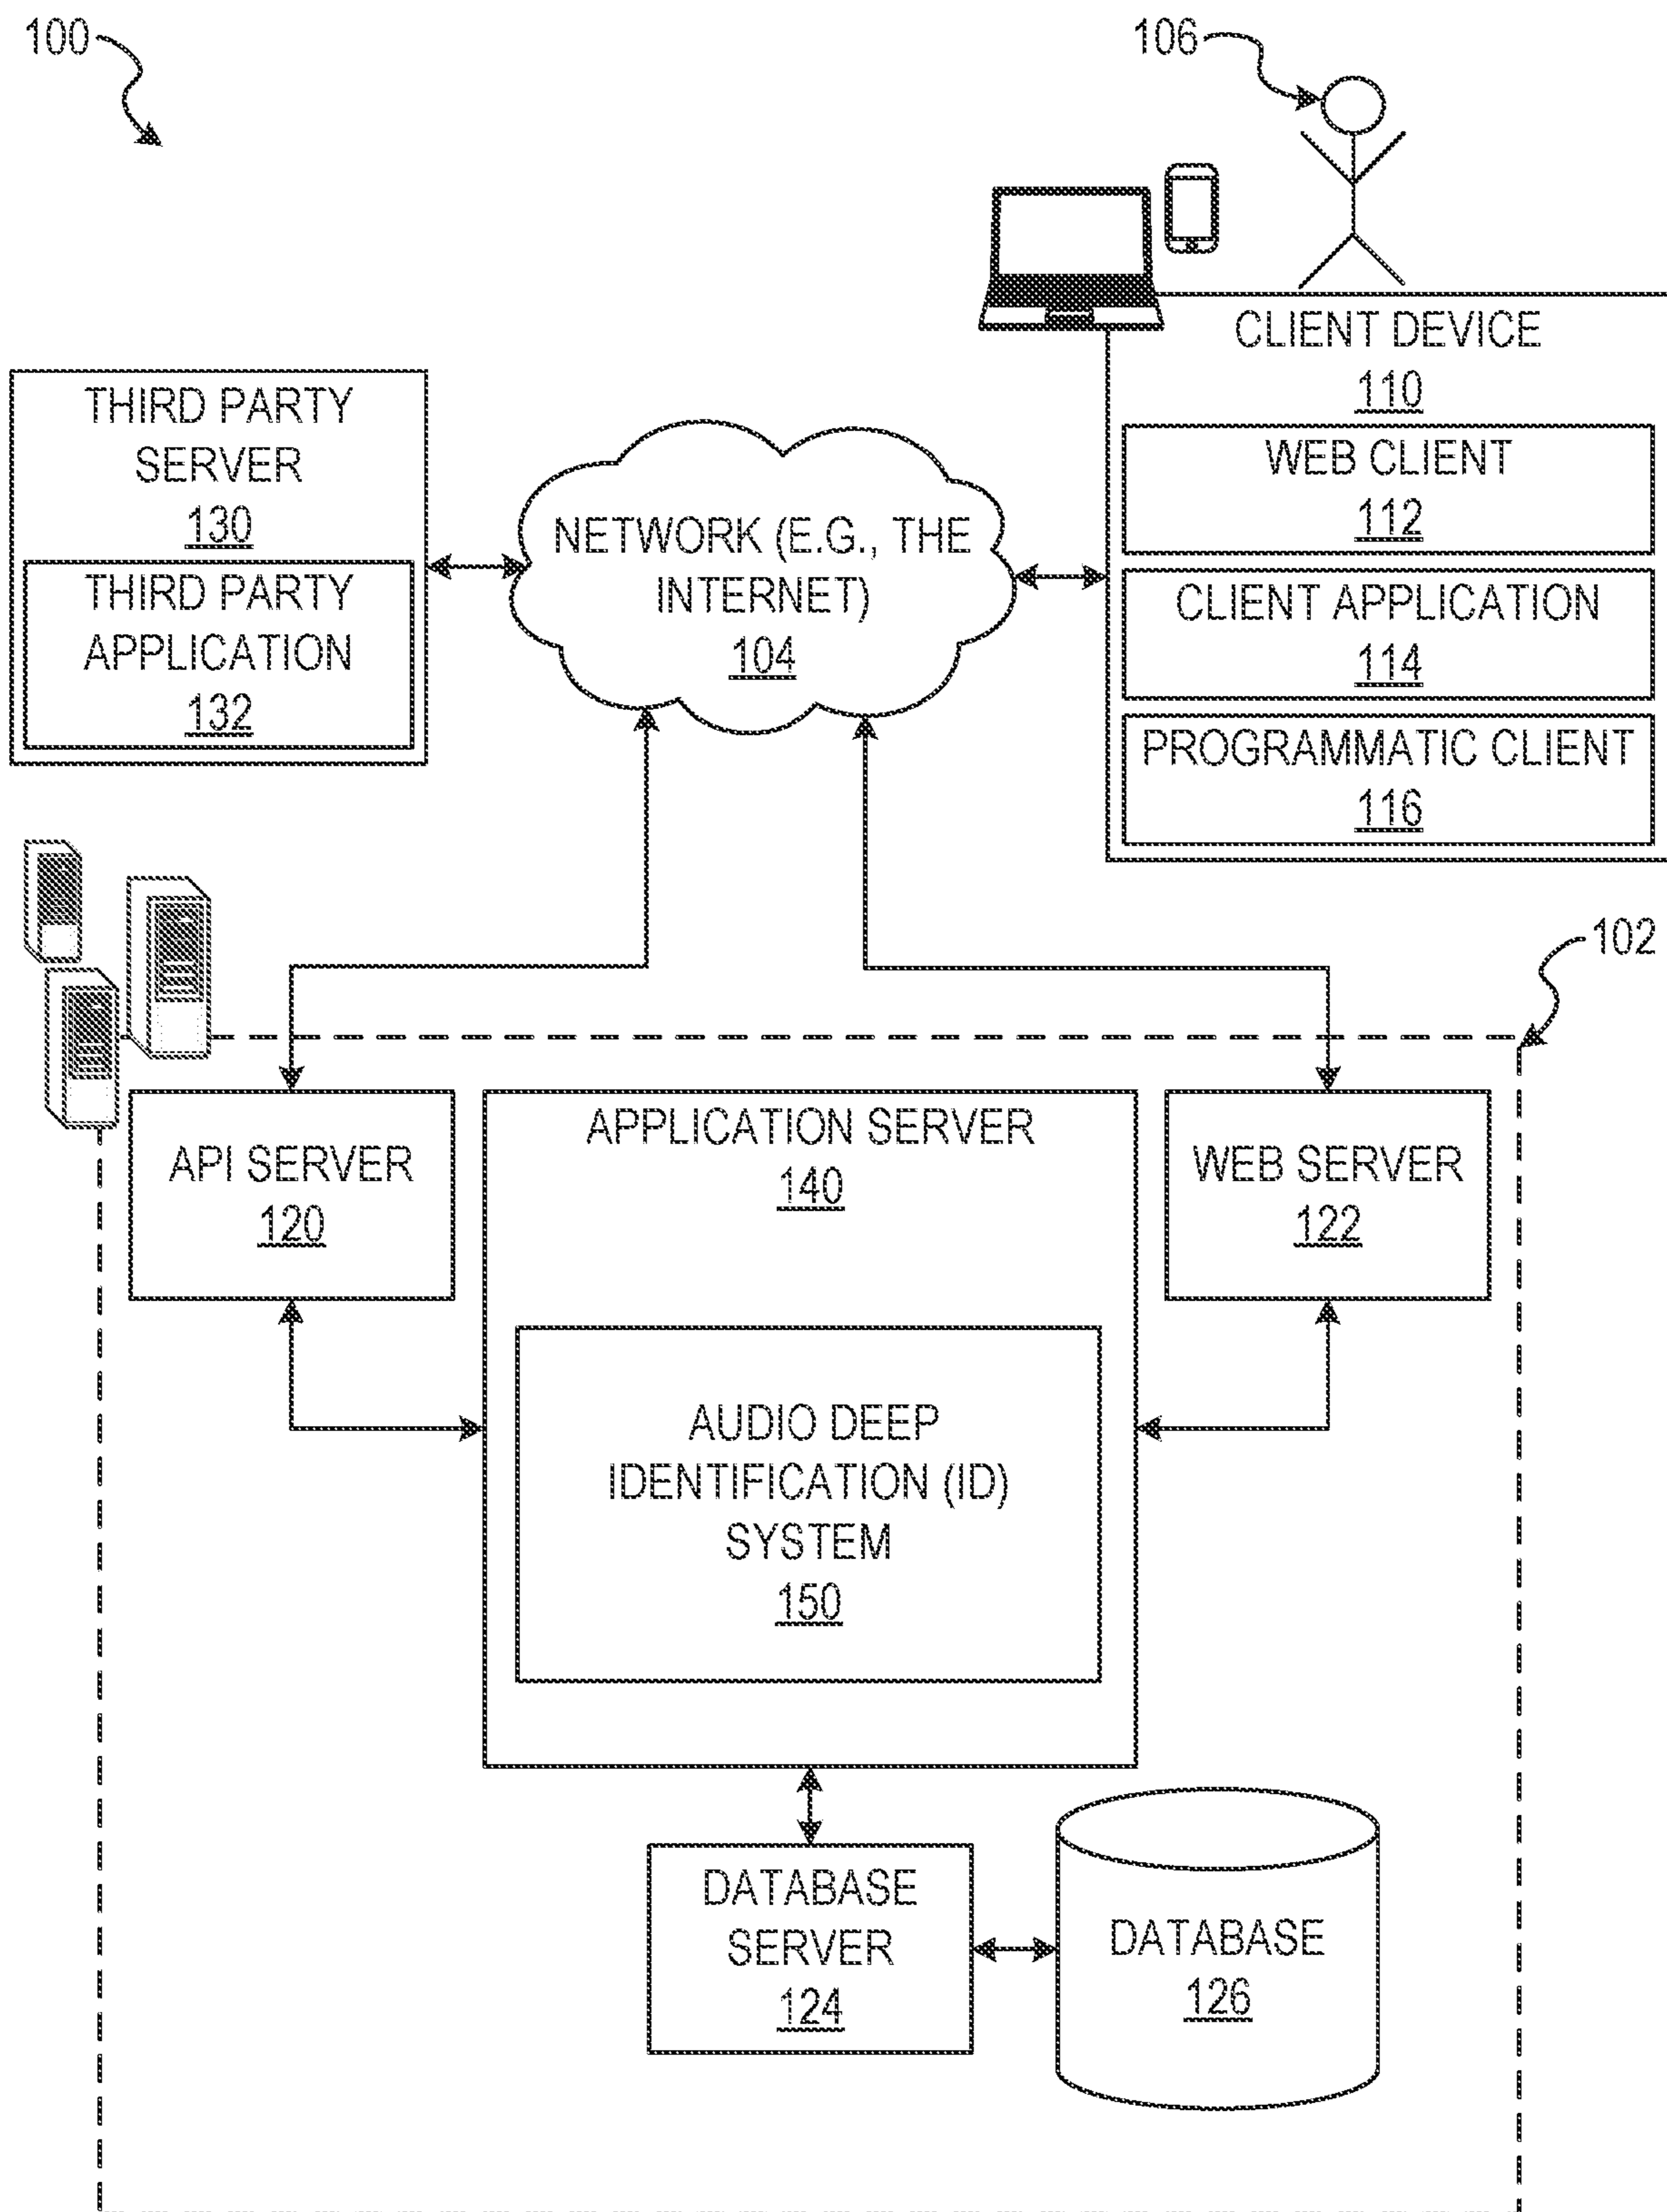 100
106
CLIENT DEVICE
110
WEB CLIENT
112
CLIENT APPLICATION
114
PROGRAMMATIC CLIENT
116
THIRD PARTY
SERVER
130
THIRD PARTY
APPLICATION
132
NETWORK (E.G., THE
INTERNET)
104
102
API SERVER
120
APPLICATION SERVER
140
WEB SERVER
122
AUDIO DEEP
IDENTIFICATION (ID)
SYSTEM
150
DATABASE
SERVER
124
DATABASE
126